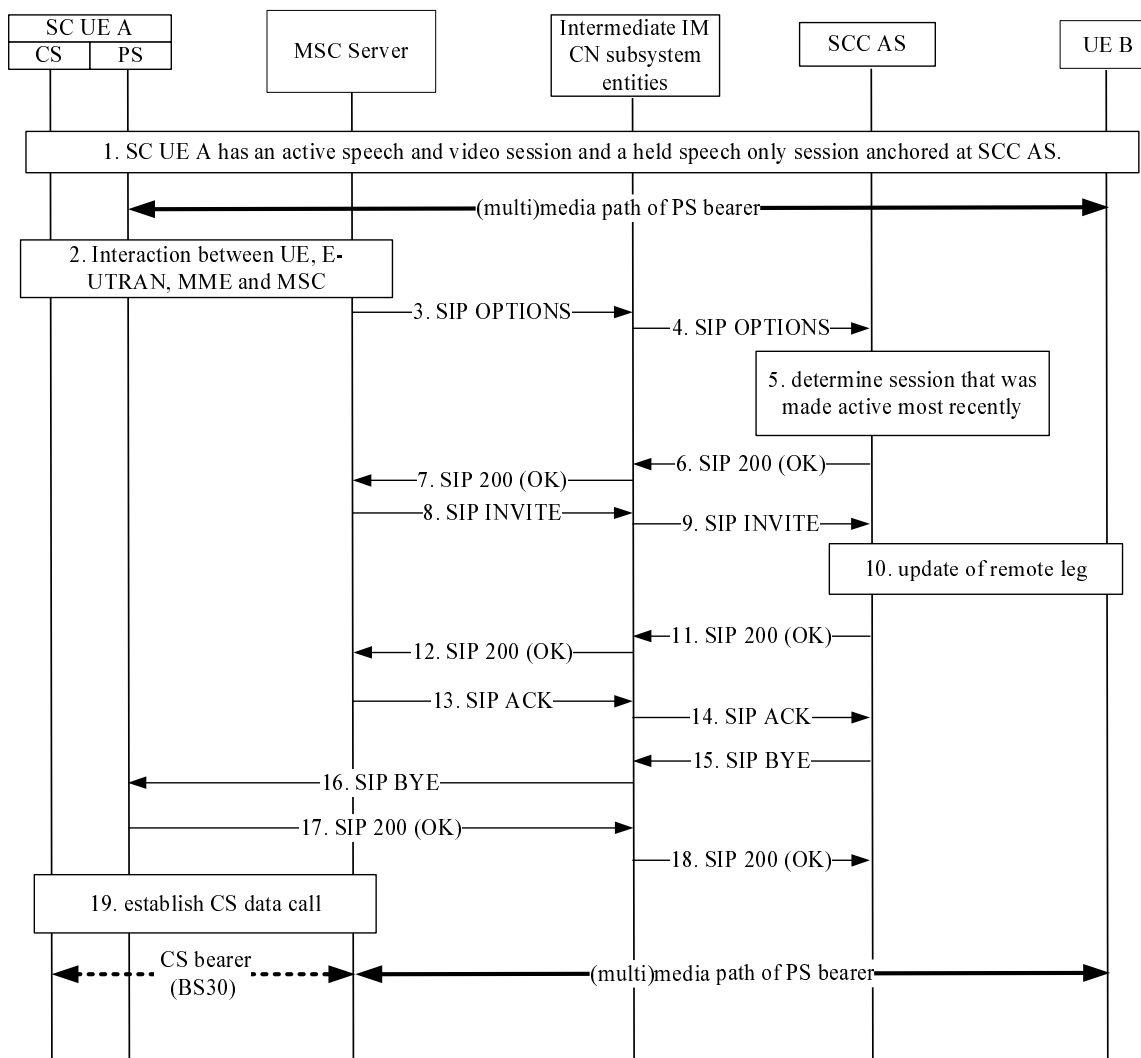 SC UE A
CS
PS
MSC Server
Intermediate IM
CN subsystem
entities
SCC AS
UE B
1. SC UE A has an active speech and video session and a held speech only session anchored at SCC AS.
(multi)media path of PS bearer
2. Interaction between UE, E-
UTRAN, MME and MSC
3. SIP OPTIONS
4. SIP OPTIONS
5. determine session that was
made active most recently
6. SIP 200 (OK)
7. SIP 200 (OK)
8. SIP INVITE
9. SIP INVITE
10. update of remote leg
11. SIP 200 (OK)
12. SIP 200 (OK)
13. SIP ACK
14. SIP ACK
15. SIP BYE
16. SIP BYE
17. SIP 200 (OK)
18. SIP 200 (OK)
19. establish CS data call
CS bearer
(BS30)
(multi)media path of PS bearer